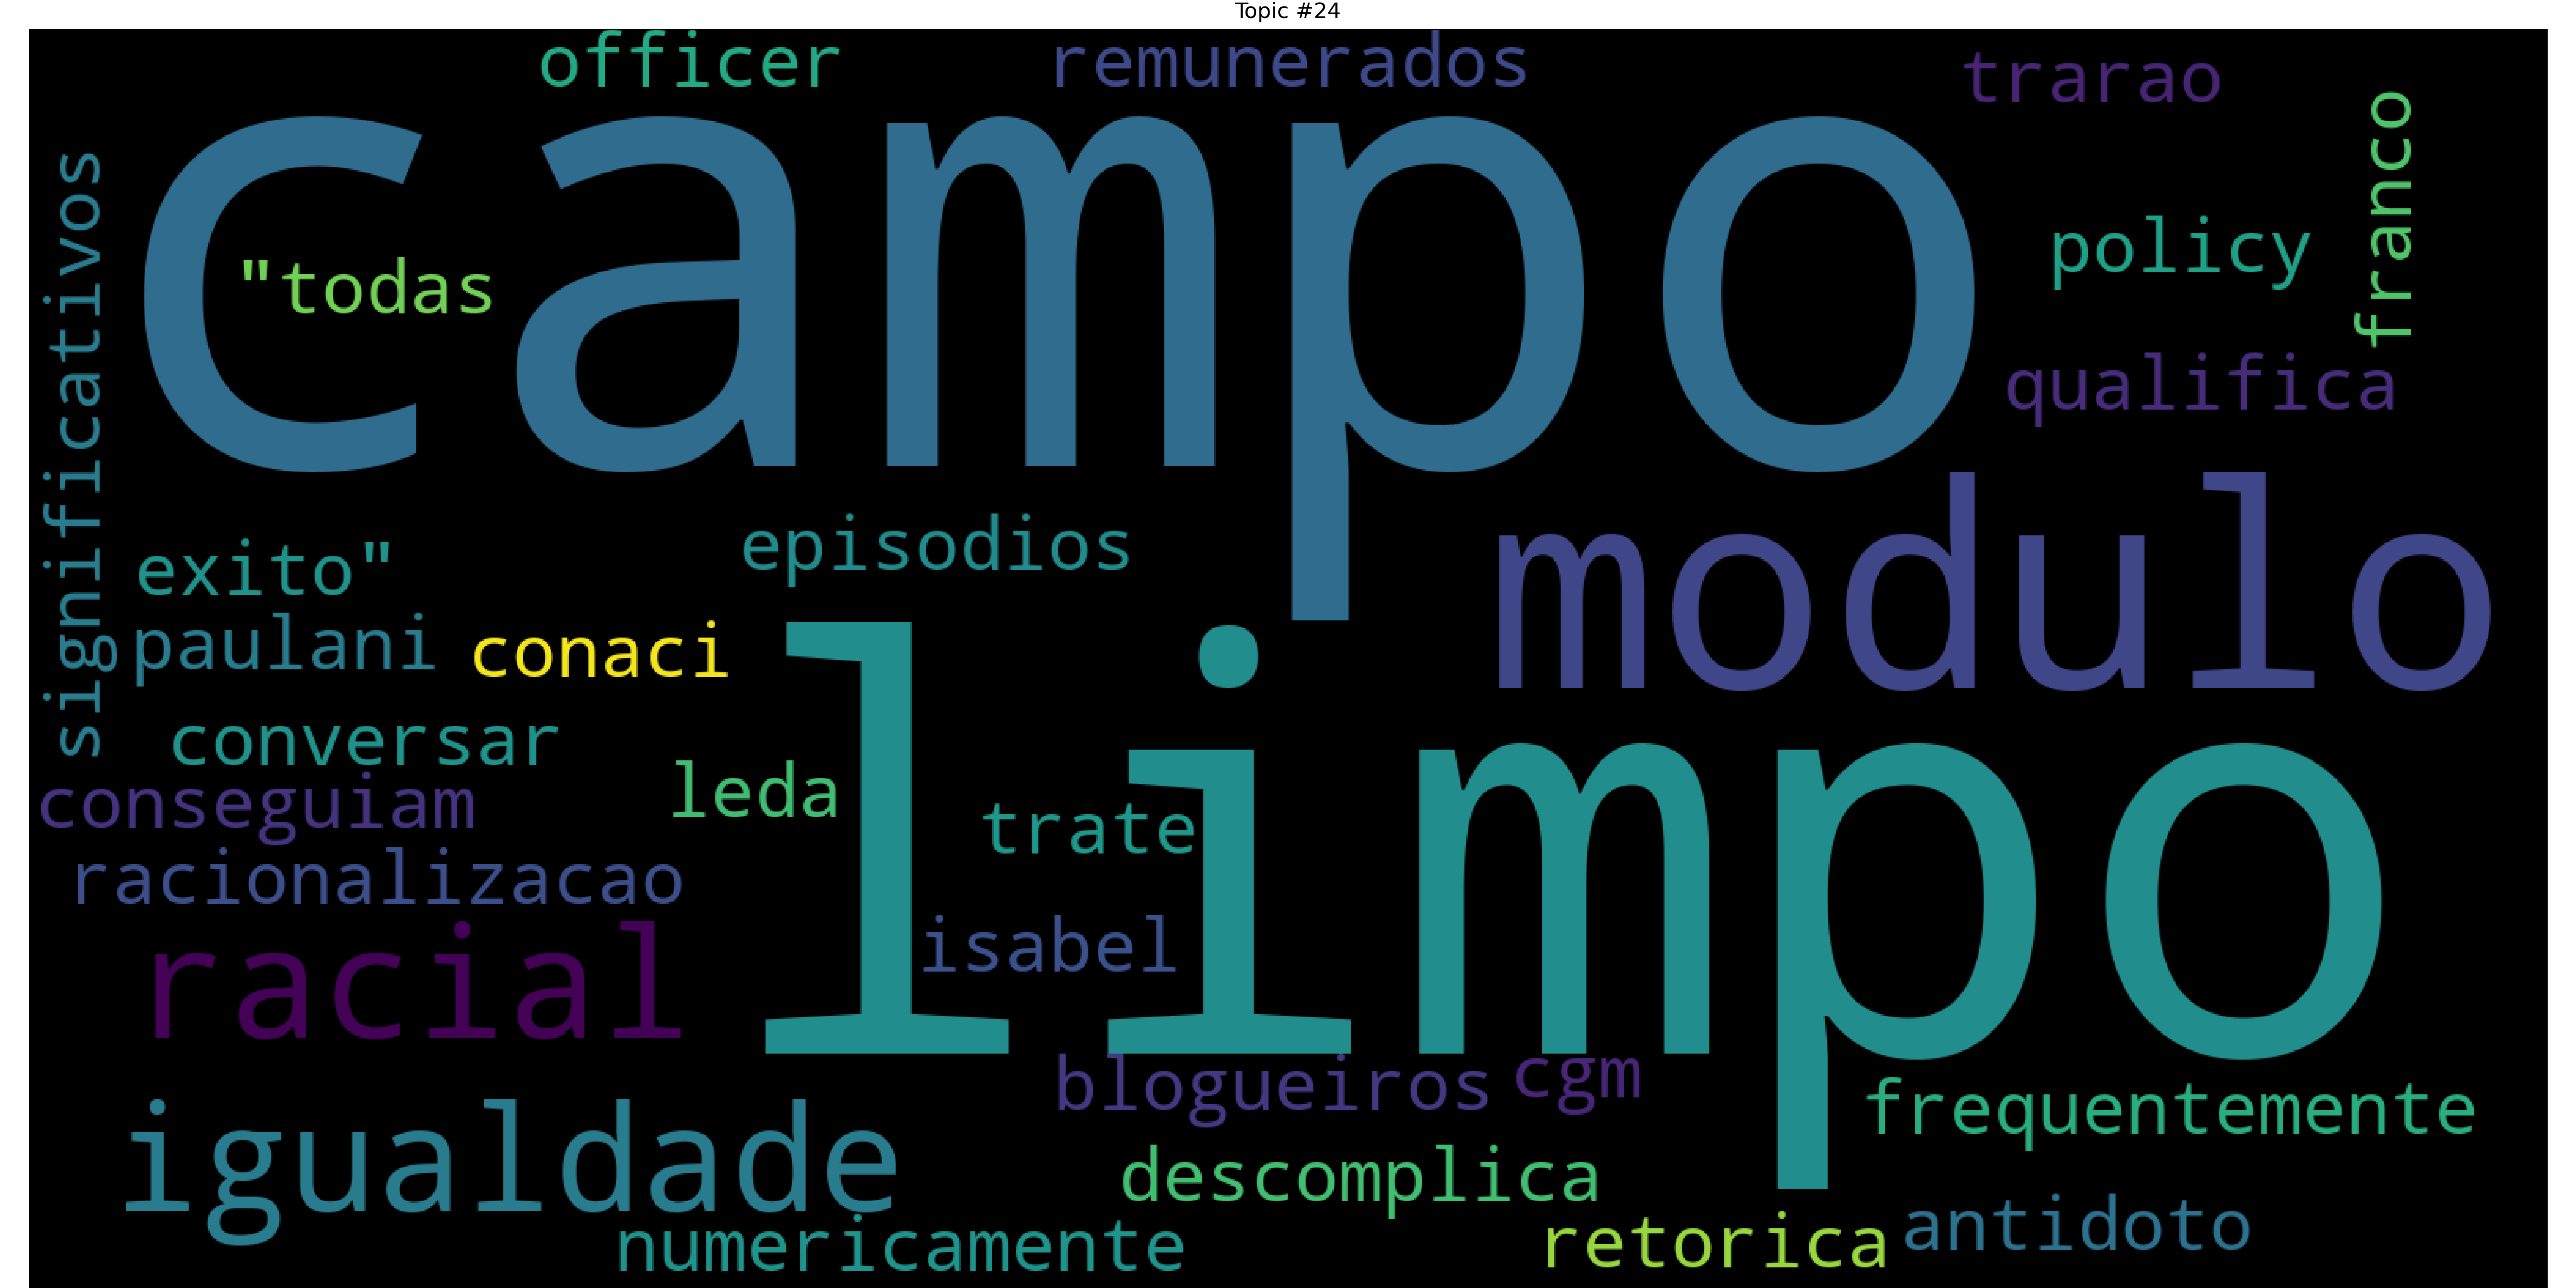 Topic #24
officer
remunerados
trarao
franco
campo
significativos
"todas
policy
qualifica
modulo
episodios
exito"
paulani
conaci
limpo
conversar
leda
conseguiam
trate
racionalizacao
isabel
racial
blogueiros
cgm
frequentemente
igualdade
descomplica
numericamente
retorica
antidoto